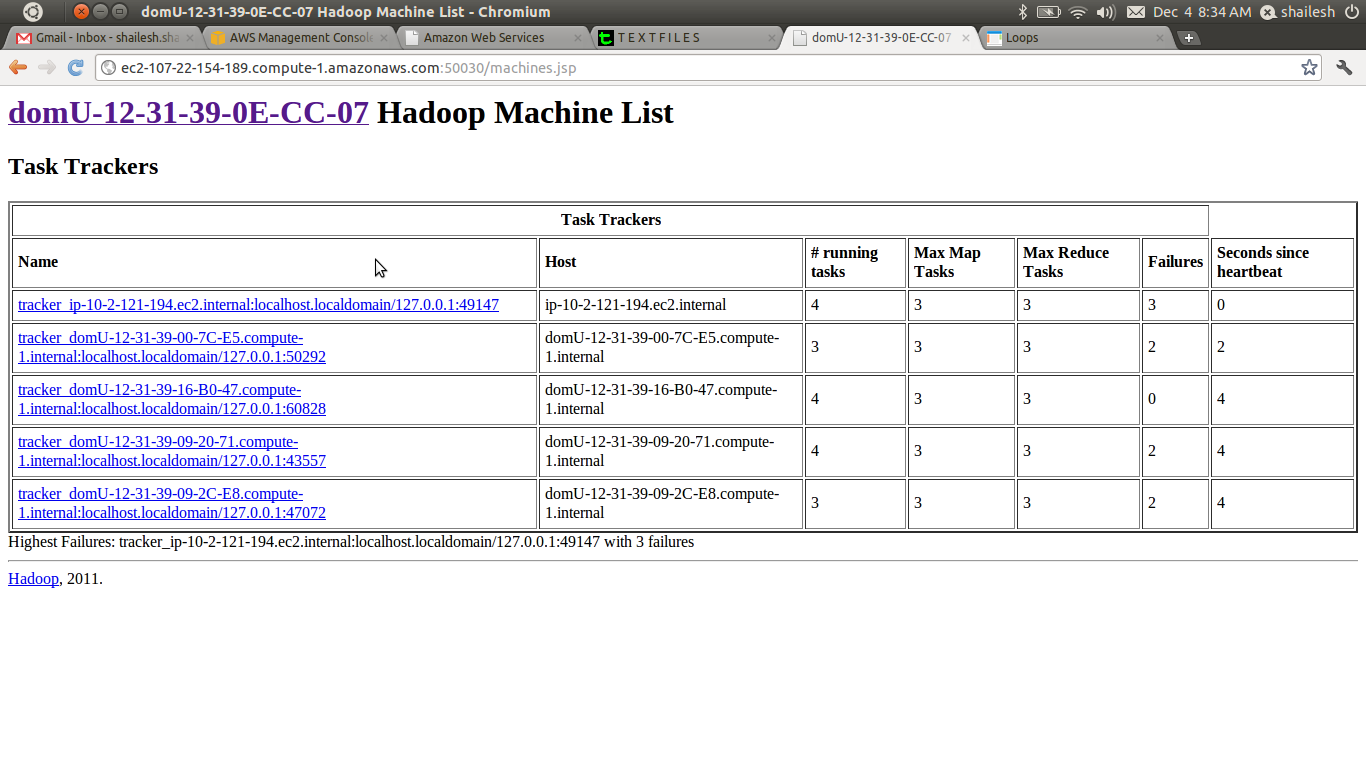 domU-12-31-39-0E-CC-07 Hadoop Machine List - Chromium
Dec 4 8:34 AM shailesh
Gmail - Inbox - shailesh.sha
AWS Management Console
Amazon Web Services
T E X T F I L E S
domU-12-31-39-0E-CC-07
Loops
ec2-107-22-154-189.compute-1.amazonaws.com:50030/machines.jsp
domU-12-31-39-0E-CC-07 Hadoop Machine List
Task Trackers
Task Trackers
Name Host # running tasks Max Map Tasks Max Reduce Tasks Failures Seconds since heartbeat
tracker_ip-10-2-121-194.ec2.internal:localhost.localdomain/127.0.0.1:49147 ip-10-2-121-194.ec2.internal 4 3 3 3 0
tracker_domU-12-31-39-00-7C-E5.compute-1.internal:localhost.localdomain/127.0.0.1:50292 domU-12-31-39-00-7C-E5.compute-1.internal 3 3 3 2 2
tracker_domU-12-31-39-16-B0-47.compute-1.internal:localhost.localdomain/127.0.0.1:60828 domU-12-31-39-16-B0-47.compute-1.internal 4 3 3 0 4
tracker_domU-12-31-39-09-20-71.compute-1.internal:localhost.localdomain/127.0.0.1:43557 domU-12-31-39-09-20-71.compute-1.internal 4 3 3 2 4
tracker_domU-12-31-39-09-2C-E8.compute-1.internal:localhost.localdomain/127.0.0.1:47072 domU-12-31-39-09-2C-E8.compute-1.internal 3 3 3 2 4
Highest Failures: tracker_ip-10-2-121-194.ec2.internal:localhost.localdomain/127.0.0.1:49147 with 3 failures
Hadoop, 2011.